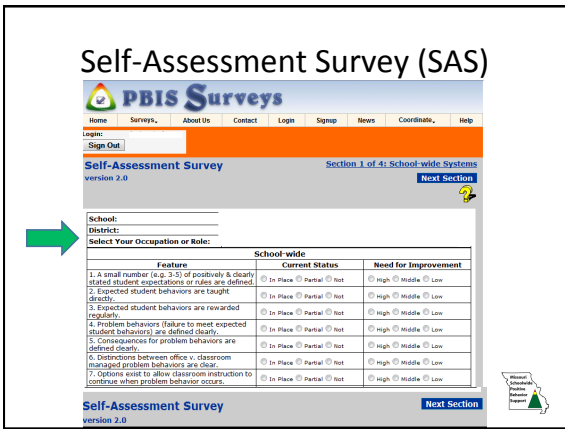 Self-Assessment Survey (SAS)
PBIS Surveys
Home Surveys About Us Contact Login Signup News Coordinate Help
Login:
Sign Out
Self-Assessment Survey
version 2.0
Section 1 of 4: School-wide Systems
Next Section
?
School:
District:
Select Your Occupation or Role:
School-wide
Feature Current Status Need for Improvement
1. A small number (e.g. 3-5) of positively & clearly
stated student expectations or rules are defined. In Place Partial Not High Middle Low
2. Expected student behaviors are taught
directly. In Place Partial Not High Middle Low
3. Expected student behaviors are rewarded
regularly. In Place Partial Not High Middle Low
4. Problem behaviors (failure to meet expected
student behaviors) are defined clearly. In Place Partial Not High Middle Low
5. Consequences for problem behaviors are
defined clearly. In Place Partial Not High Middle Low
6. Distinctions between office v. classroom
managed problem behaviors are clear. In Place Partial Not High Middle Low
7. Options exist to allow classroom instruction to
continue when problem behavior occurs. In Place Partial Not High Middle Low
Self-Assessment Survey
version 2.0
Next Section
Missouri
Schoolwide
Positive
Behavior
Support